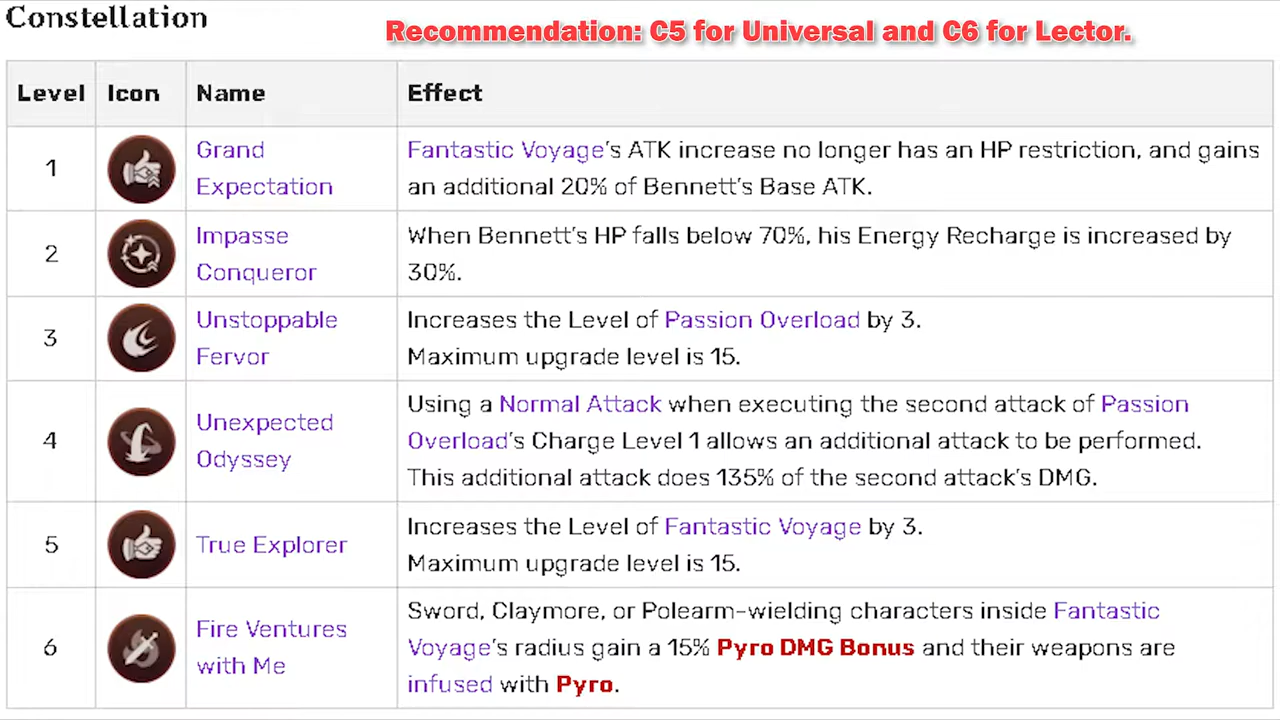 Constellation
Recommendation: C5 for Universal and C6 for Lector.
Level Icon Name Effect
1
Grand
Expectation
Fantastic Voyage's ATK increase no longer has an HP restriction, and gains
an additional 20% of Bennett's Base ATK.
2
Impasse
Conqueror
When Bennett's HP falls below 70%, his Energy Recharge is increased by
30%.
3
Unstoppable
Fervor
Increases the Level of Passion Overload by 3.
Maximum upgrade level is 15.
4
Unexpected
Odyssey
Using a Normal Attack when executing the second attack of Passion
Overload's Charge Level 1 allows an additional attack to be performed.
This additional attack does 135% of the second attack's DMG.
5
True Explorer
Increases the Level of Fantastic Voyage by 3.
Maximum upgrade level is 15.
6
Fire Ventures
with Me
Sword, Claymore, or Polearm-wielding characters inside Fantastic
Voyage's radius gain a 15% Pyro DMG Bonus and their weapons are
infused with Pyro.